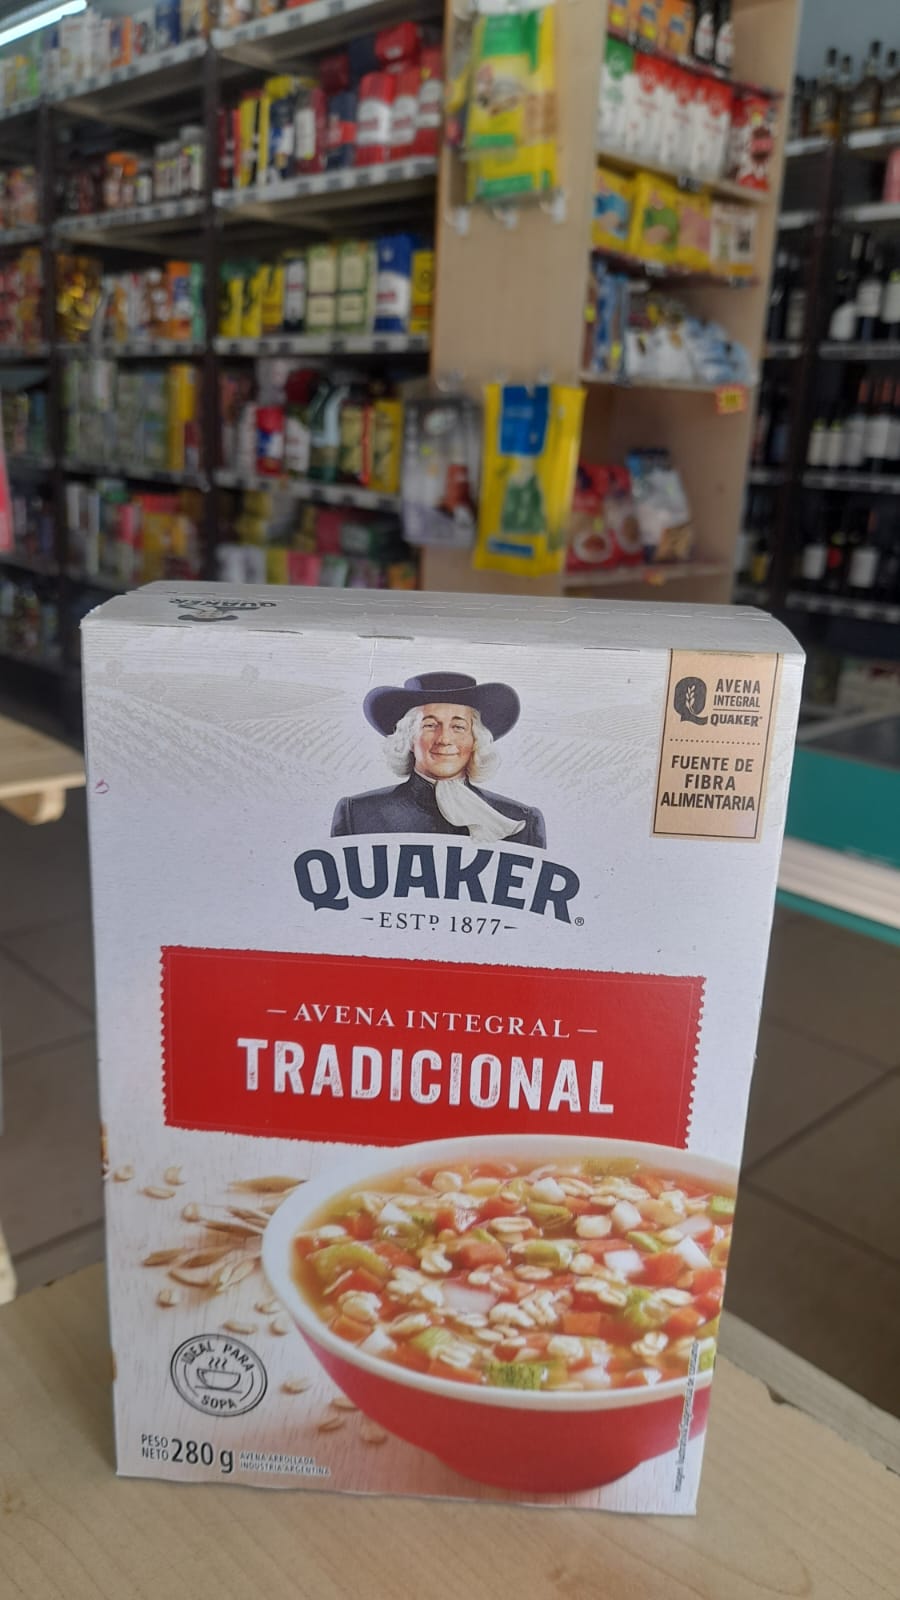 QUAKER
AVENA
INTEGRAL
QUAKER
FUENTE DE
FIBRA
ALIMENTARIA
QUAKER®
-ESTD 1877-
- AVENA INTEGRAL -
TRADICIONAL
IDEAL PARA
SOPA
PESO
NETO 280 g
AVENA ARROLLADA
INDUSTRIA ARGENTINA